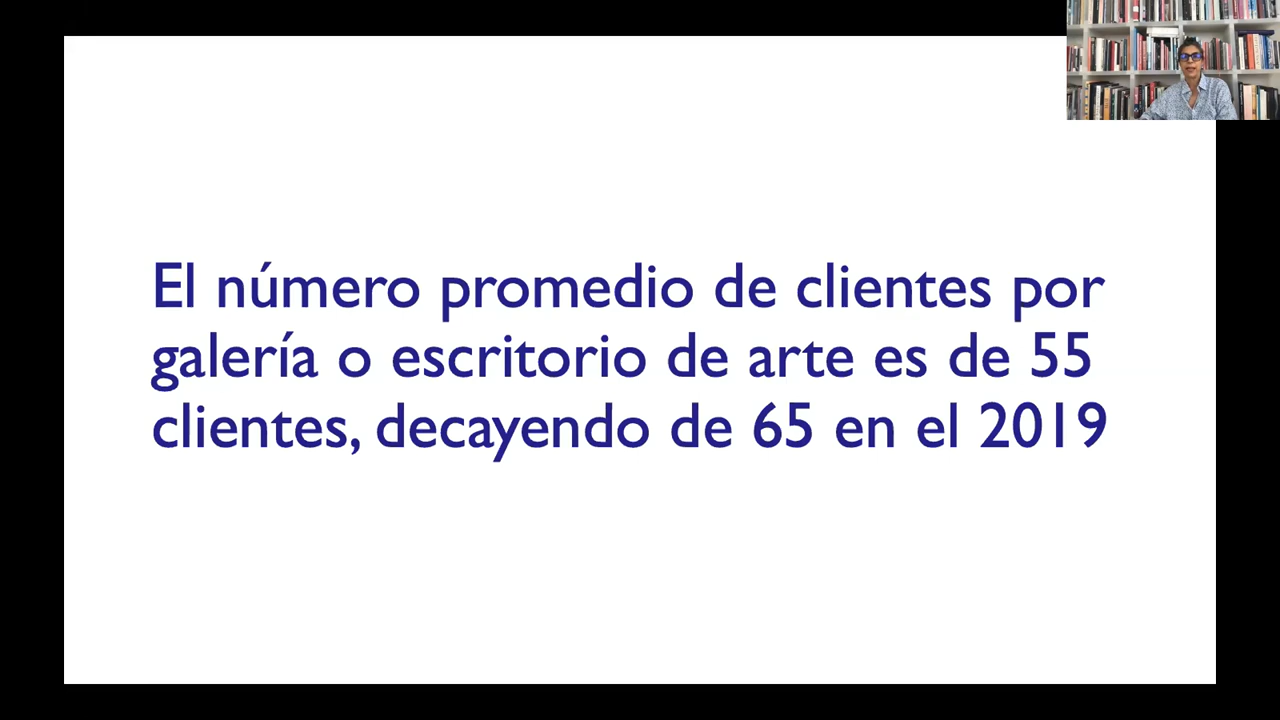 El número promedio de clientes por
galería o escritorio de arte es de 55
clientes, decayendo de 65 en el 2019